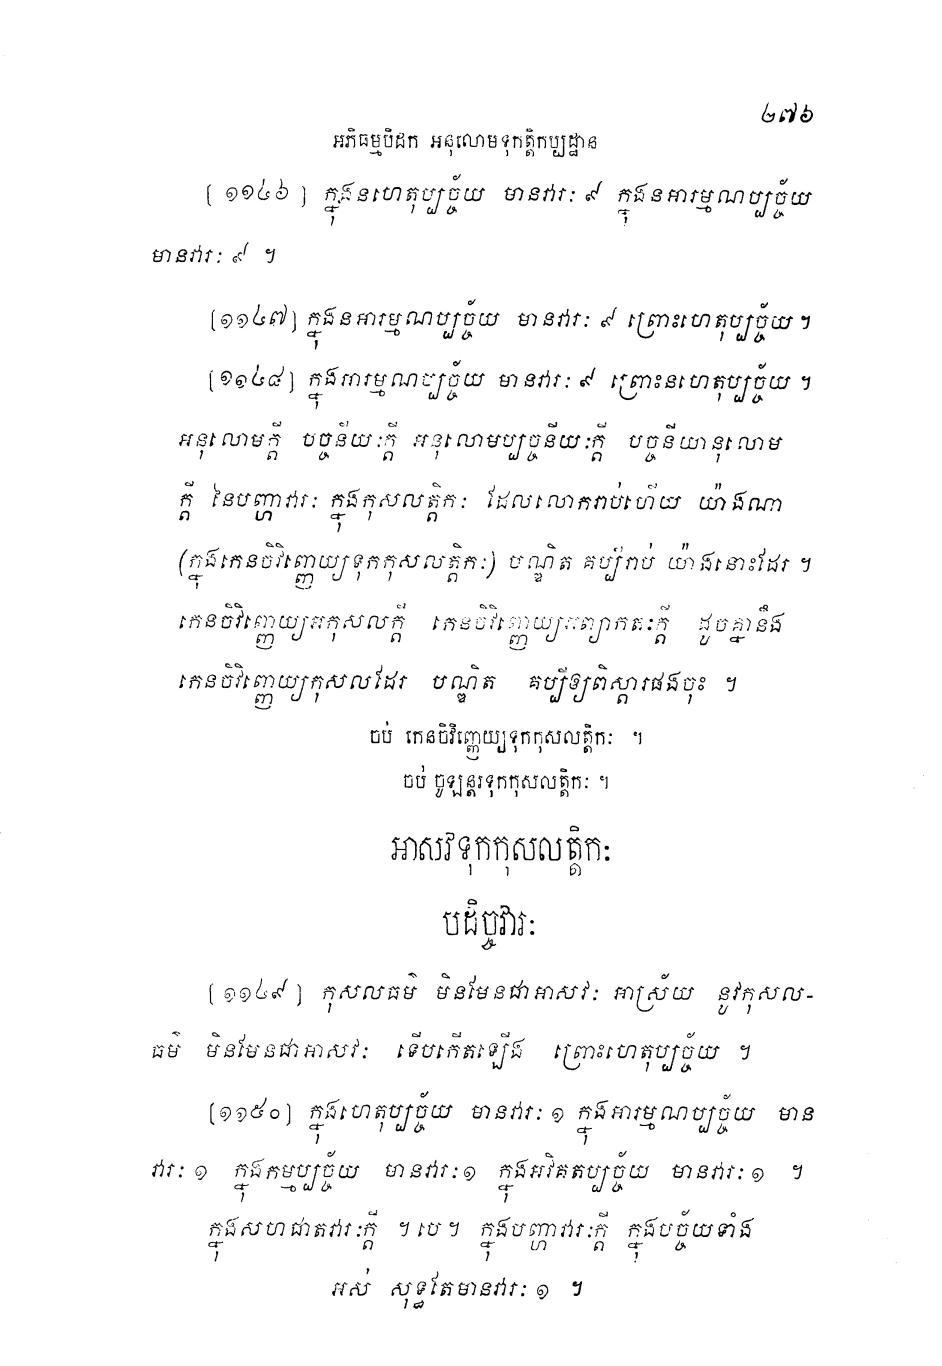 ២៧៦
អភិធម្មបិដក អនុលោមទុកត្តិកប្បដ្ឋាន
[ ១១៤៦ ] ក្នុងនហេតុប្បច្ច័យ មានវារៈ ៩ ក្នុងនអារម្មណប្បច្ច័យ
មានវារៈ ៩ ។
[១១៤៧] ក្នុងនអារម្មណប្បច្ច័យ មានវារៈ ៩ ព្រោះហេតុប្បច្ច័យ ។
[១១៤៨] ក្នុងអារម្មណប្បច្ច័យ មានវារៈ ៩ ព្រោះនហេតុប្បច្ច័យ ។
អនុលោមក្តី បច្ចនីយៈក្តី អនុលោមប្បច្ចនីយៈក្តី បច្ចនីយានុលោម
ក្តី នៃបញ្ហាវារៈ ក្នុងកុសលត្តិកៈ ដែលលោករាប់ហើយ យ៉ាងណា
(ក្នុងកេនចិវិញ្ញេយ្យទុកកុសលត្តិកៈ) បណ្ឌិត គប្បីរាប់ យ៉ាងនោះដែរ ។
កេនចិវិញ្ញេយ្យអកុសលក្តី កេនចិវិញ្ញេយ្យអព្យាកតៈក្តី ដូចគ្នានឹង
កេនចិវិញ្ញេយ្យកុសលដែរ បណ្ឌិត គប្បីឲ្យពិស្តារផងចុះ ។
ចប់ កេនចិវិញ្ញេយ្យទុកកុសលត្តិកៈ ។
ចប់ ចូឡន្តរទុកកុសលត្តិកៈ ។
អាសវទុកកុសលត្តិកៈ
បដិច្ចវារៈ
[ ១១៤៩ ] កុសលធម៌ មិនមែនជាអាសវៈ អាស្រ័យ នូវកុសល-
ធម៌ មិនមែនជាអាសវៈ ទើបកើតឡើង ព្រោះហេតុប្បច្ច័យ ។
[១១៥០] ក្នុងហេតុប្បច្ច័យ មានវារៈ ១ ក្នុងអារម្មណប្បច្ច័យ មាន
វារៈ ១ ក្នុងកម្មប្បច្ច័យ មានវារៈ ១ ក្នុងអវិគតប្បច្ច័យ មានវារៈ ១ ។
ក្នុងសហជាតវារៈក្តី ។ បេ ។ ក្នុងបញ្ហាវារៈក្តី ក្នុងបច្ច័យទាំង
អស់ សុទ្ធតែមានវារៈ ១ ។